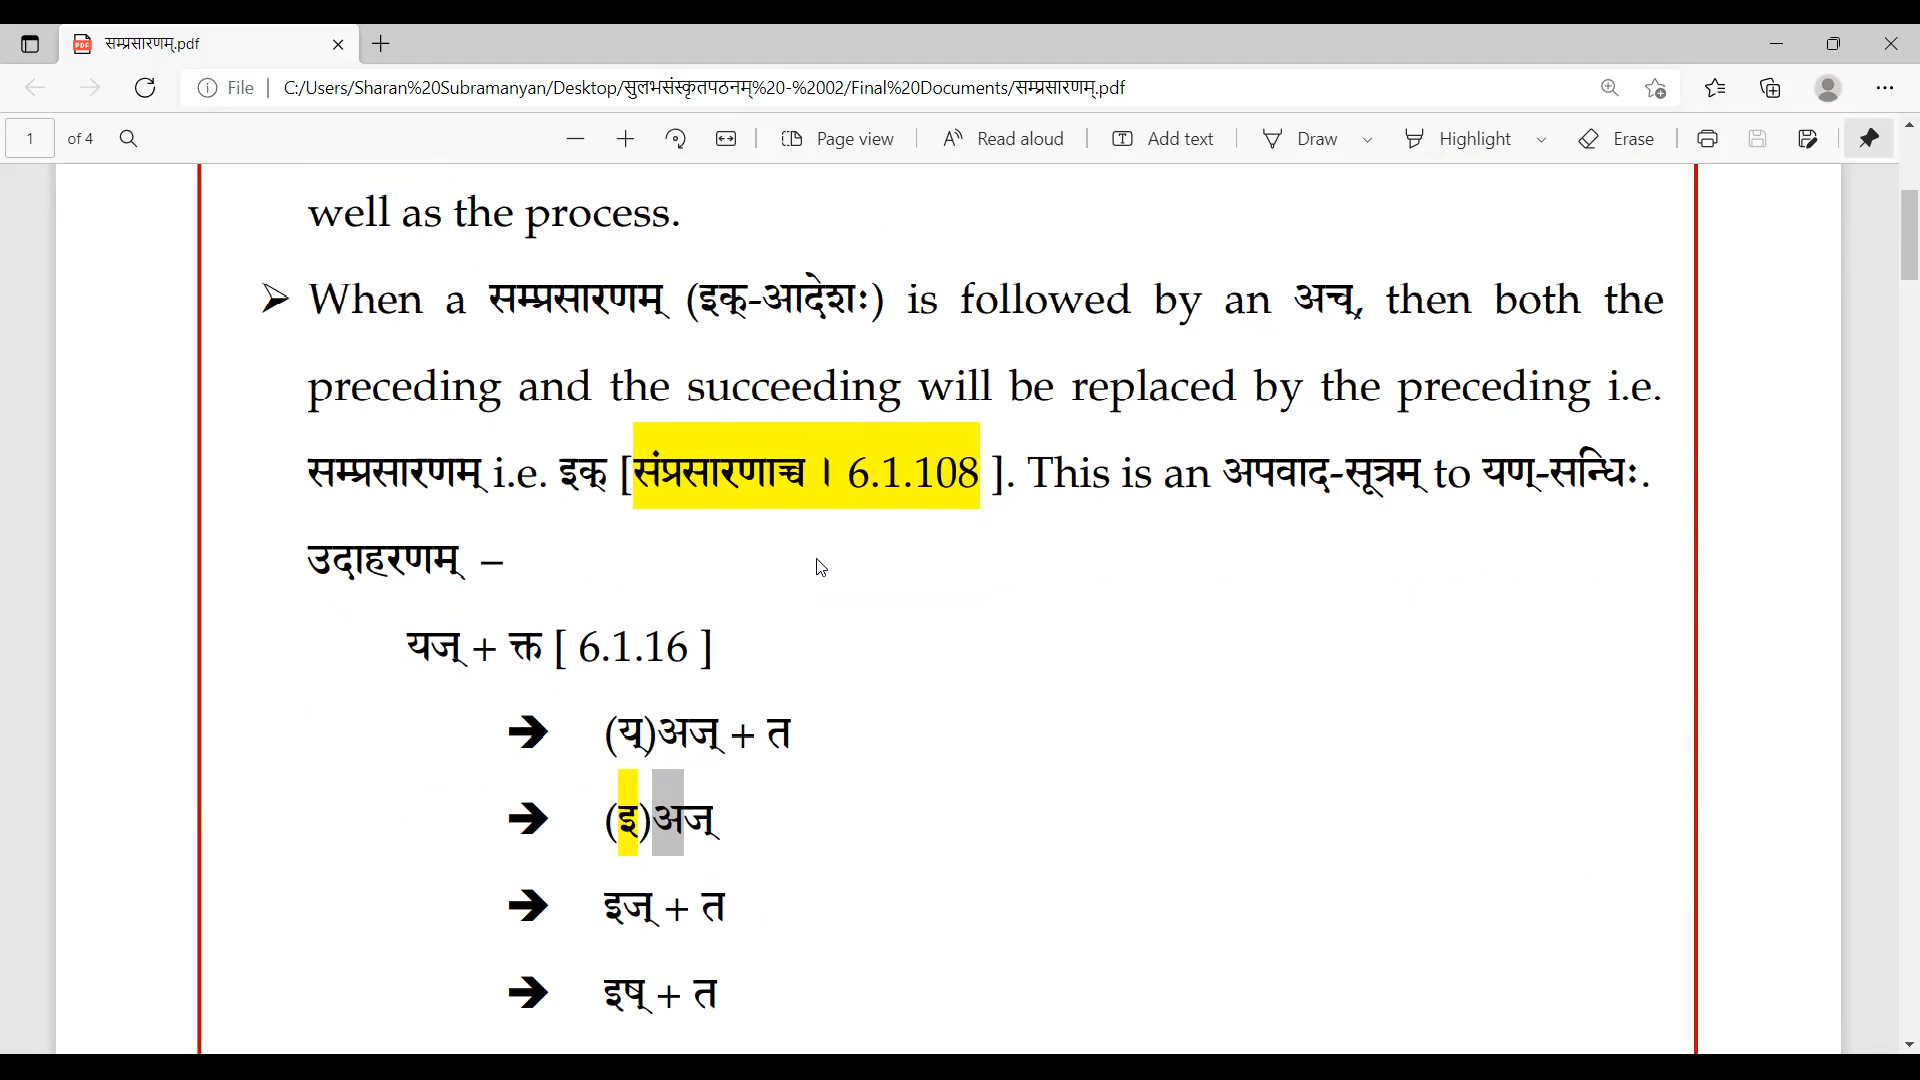 सम्प्रसारणम्.pdf
File C:/Users/Sharan%20Subramanyan/Desktop/सुलभसंस्कृतपठनम्%20-%2002/Final%20Documents/सम्प्रसारणम्.pdf
1 of 4 Page view Read aloud Add text Draw Highlight Erase
well as the process.
➢ When a सम्प्रसारणम् (इक्-आदेशः) is followed by an अच्, then both the
preceding and the succeeding will be replaced by the preceding i.e.
सम्प्रसारणम् i.e. इक् [संप्रसारणाच्च । 6.1.108 ]. This is an अपवाद-सूत्रम् to यण्-सन्धिः.
उदाहरणम् –
यज् + क्त [ 6.1.16 ]
➔ (य्)अज् + त
➔ (इ)अज्
➔ इज् + त
➔ इष् + त